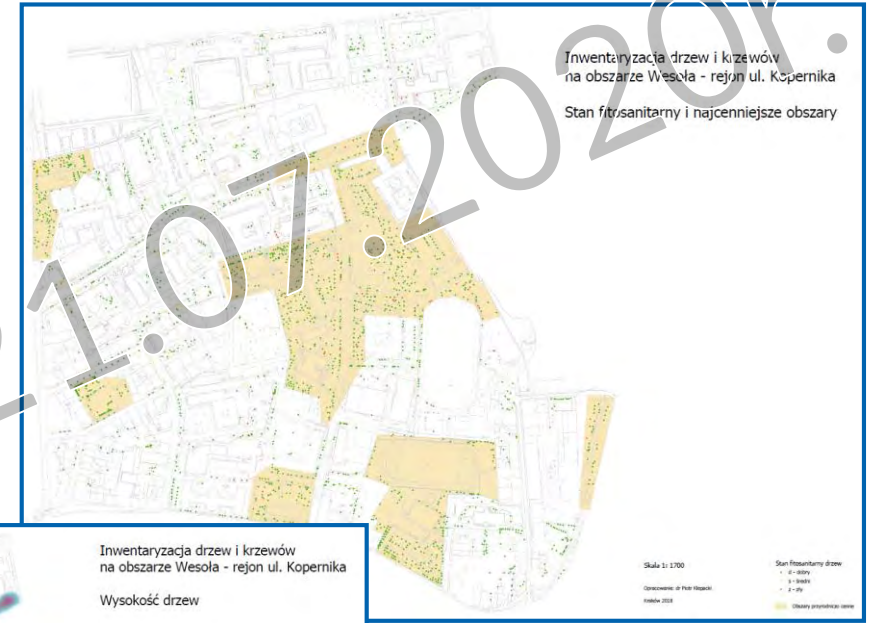 Inwentaryzacja drzew i krzewów
na obszarze Wesoła - rejon ul. Kopernika
Stan fitosanitarny i najcenniejsze obszary
21.07.2020r.
Skala 1: 1700
Opracowanie: dr Piotr
Kraków 2018
Stan fitosanitarny drzew
d - dobry
s - średni
z - zły
Obszary przyrodniczo cenne
Inwentaryzacja drzew i krzewów
na obszarze Wesoła - rejon ul. Kopernika
Wysokość drzew